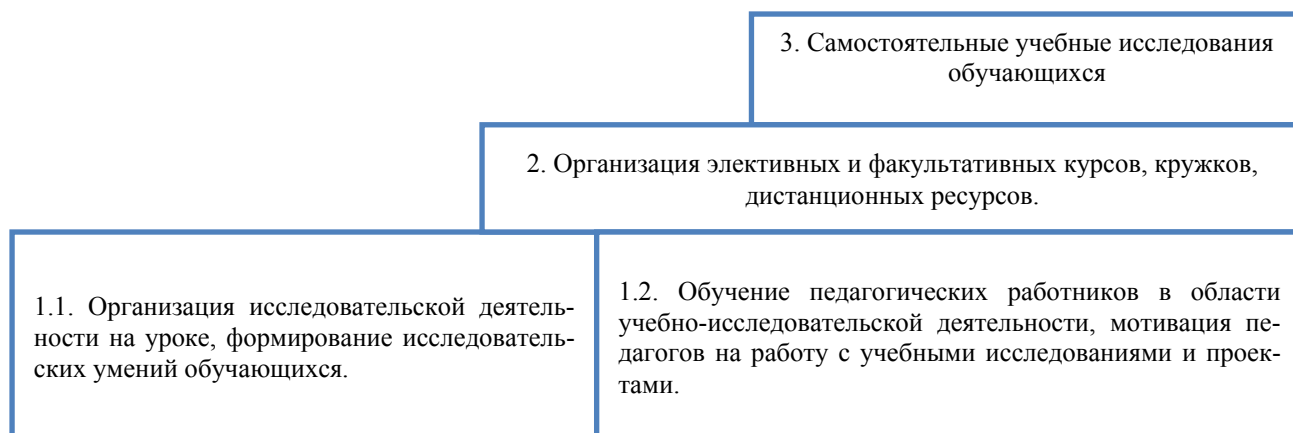 3. Самостоятельные учебные исследования
обучающихся
2. Организация элективных и факультативных курсов, кружков,
дистанционных ресурсов.
1.1. Организация исследовательской деятель-
ности на уроке, формирование исследователь-
ских умений обучающихся.
1.2. Обучение педагогических работников в области
учебно-исследовательской деятельности, мотивация пе-
дагогов на работу с учебными исследованиями и проек-
тами.